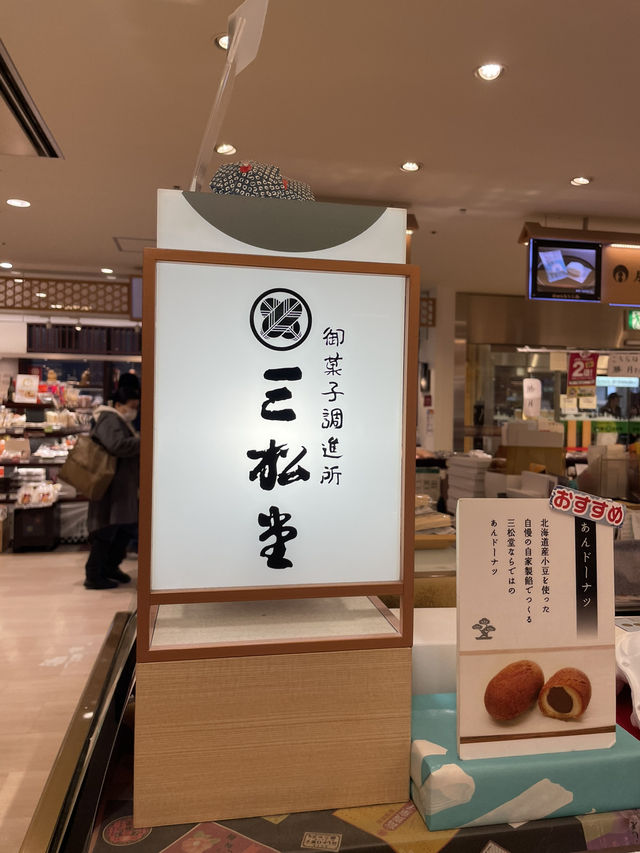 御菓子調進所
三松堂
おすすめ
あんドーナツ
北海道産小豆を使った
自慢の自家製餡でつくる
三松堂ならではの
あんドーナツ